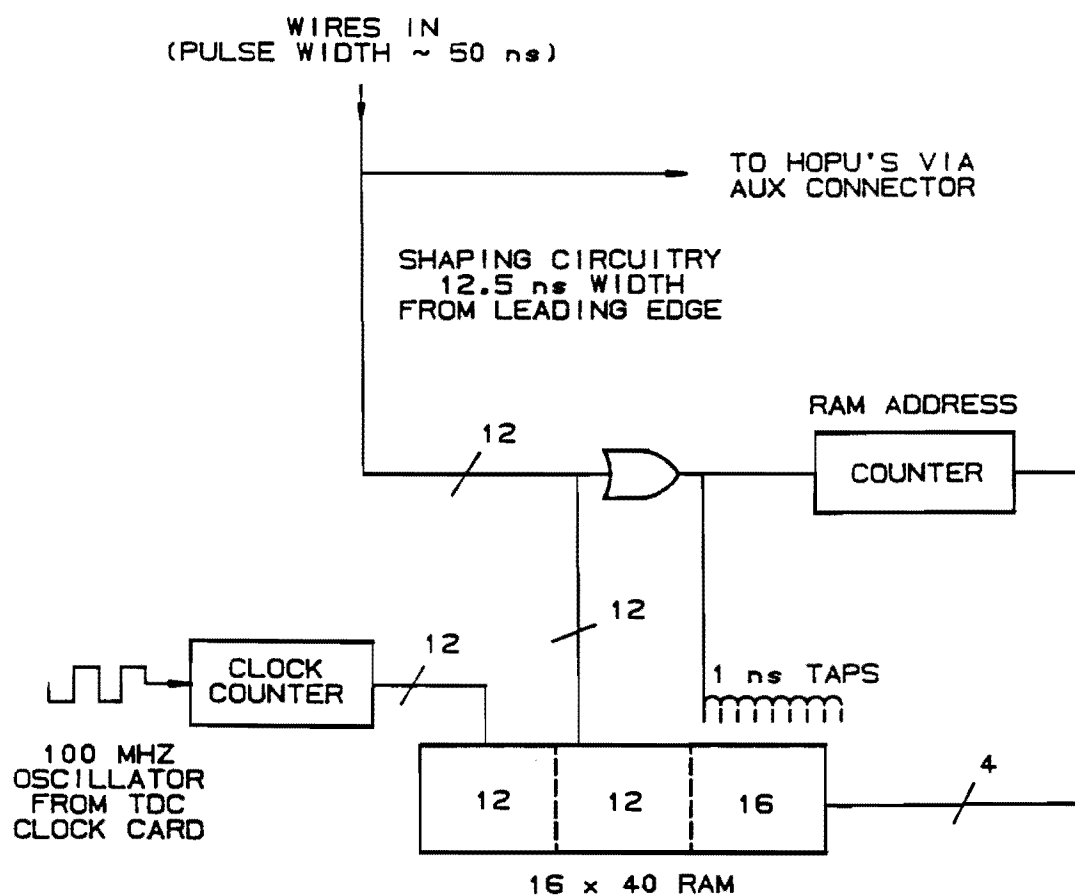 WIRES IN
(PULSE WIDTH ~ 50 ns)
TO HOPU'S VIA
AUX CONNECTOR
SHAPING CIRCUITRY
12.5 ns WIDTH
FROM LEADING EDGE
RAM ADDRESS
12
COUNTER
12
12
CLOCK
COUNTER
1 ns TAPS
100 MHZ
OSCILLATOR
FROM TDC
CLOCK CARD
4
12
12
16
16 x 40 RAM